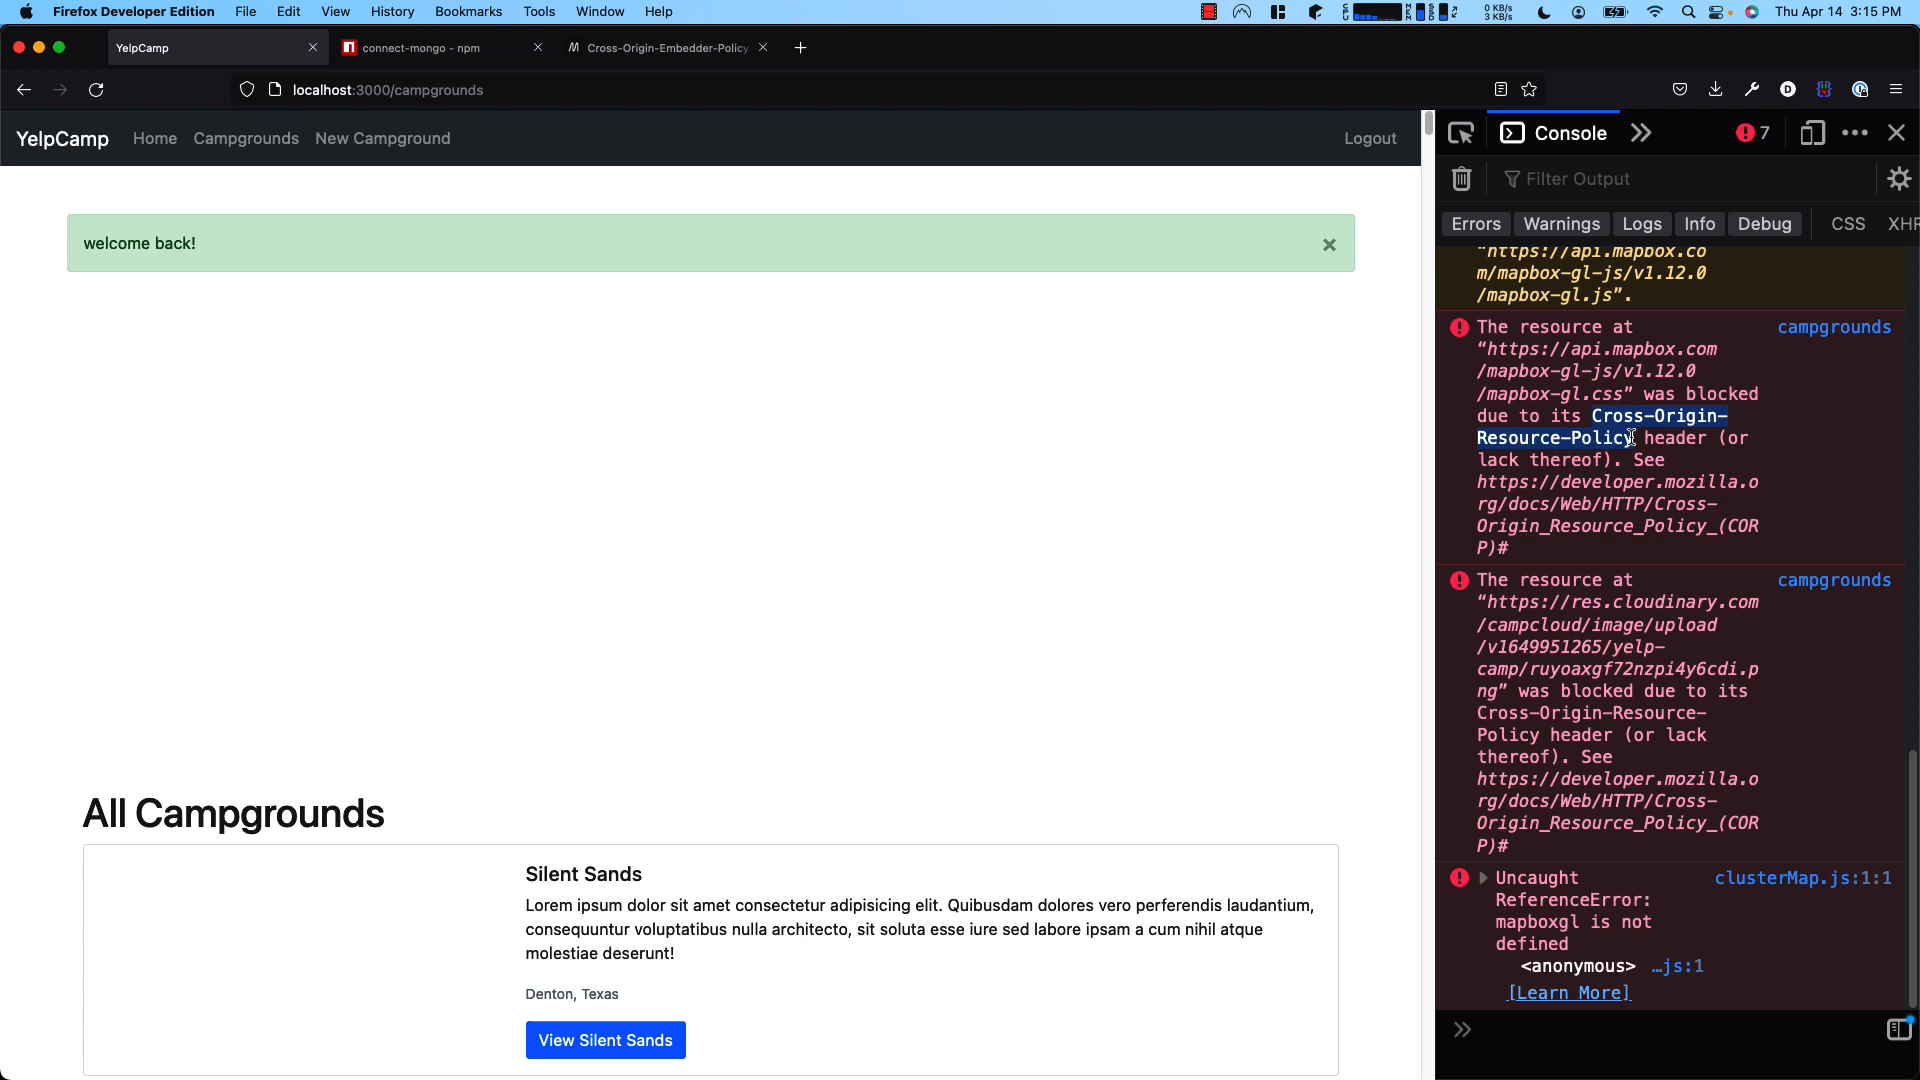 Firefox Developer Edition File Edit View History Bookmarks Tools Window Help 0 KB/s 3 KB/s Thu Apr 14 3:15 PM
YelpCamp connect-mongo - npm Cross-Origin-Embedder-Policy
localhost:3000/campgrounds
YelpCamp Home Campgrounds New Campground Logout
welcome back!
All Campgrounds
Silent Sands
Lorem ipsum dolor sit amet consectetur adipisicing elit. Quibusdam dolores vero perferendis laudantium,
consequuntur voluptatibus nulla architecto, sit soluta esse iure sed labore ipsam a cum nihil atque
molestiae deserunt!
Denton, Texas
View Silent Sands
Console 7
Filter Output
Errors Warnings Logs Info Debug CSS XHR
“https://api.mapbox.co
m/mapbox-gl-js/v1.12.0
/mapbox-gl.js”.
The resource at campgrounds
“https://api.mapbox.com
/mapbox-gl-js/v1.12.0
/mapbox-gl.css” was blocked
due to its Cross-Origin-
Resource-Policy header (or
lack thereof). See
https://developer.mozilla.o
rg/docs/Web/HTTP/Cross-
Origin_Resource_Policy_(COR
P)#
The resource at campgrounds
“https://res.cloudinary.com
/campcloud/image/upload
/v1649951265/yelp-
camp/ruyoaxgf72nzpi4y6cdi.p
ng” was blocked due to its
Cross-Origin-Resource-
Policy header (or lack
thereof). See
https://developer.mozilla.o
rg/docs/Web/HTTP/Cross-
Origin_Resource_Policy_(COR
P)#
Uncaught clusterMap.js:1:1
ReferenceError:
mapboxgl is not
defined
<anonymous> …js:1
[Learn More]